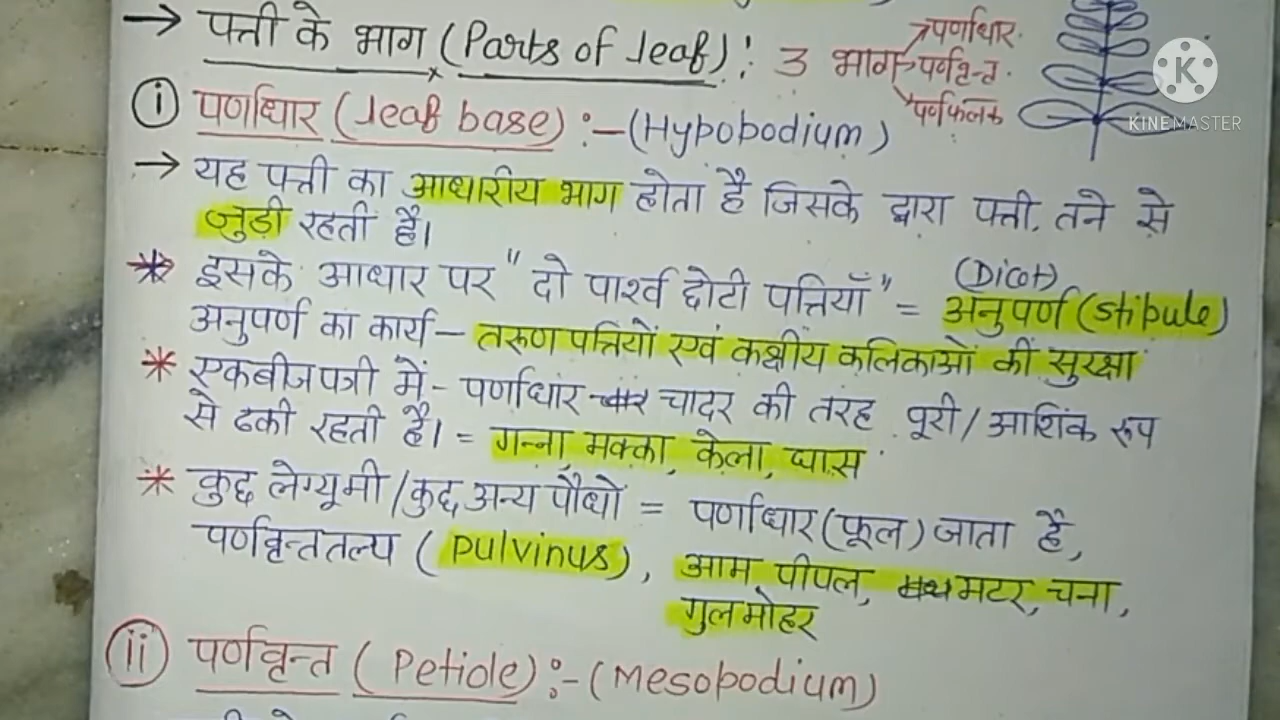 → पत्ती के भाग (Parts of leaf) : 3 भाग
पर्णाधार.
पर्णवृन्त.
पर्णफलक
(i) पर्णाधार (leaf base) :- (Hypopodium)
→ यह पत्ती का आधारीय भाग होता है जिसके द्वारा पत्ती, तने से
जुड़ी रहती है।
* इसके आधार पर " दो पार्श्व छोटी पत्तियाँ " = अनुपर्ण (stipule)
(Dicot)
अनुपर्ण का कार्य - तरुण पत्तियों एवं कक्षीय कलिकाओं की सुरक्षा
* एकबीजपत्री में - पर्णाधार चादर की तरह पूरी / आशिंक रूप
से ढकी रहती है। = गन्ना, मक्का, केला, घास
* कुछ लेग्यूमी / कुछ अन्य पौधों = पर्णाधार (फूल) जाता है,
पर्णवृन्ततल्प ( pulvinus ), आम, पीपल, मटर, चना,
गुलमोहर
(ii) पर्णवृन्त ( Petiole ) :- ( Mesopodium )
K
KINEMASTER